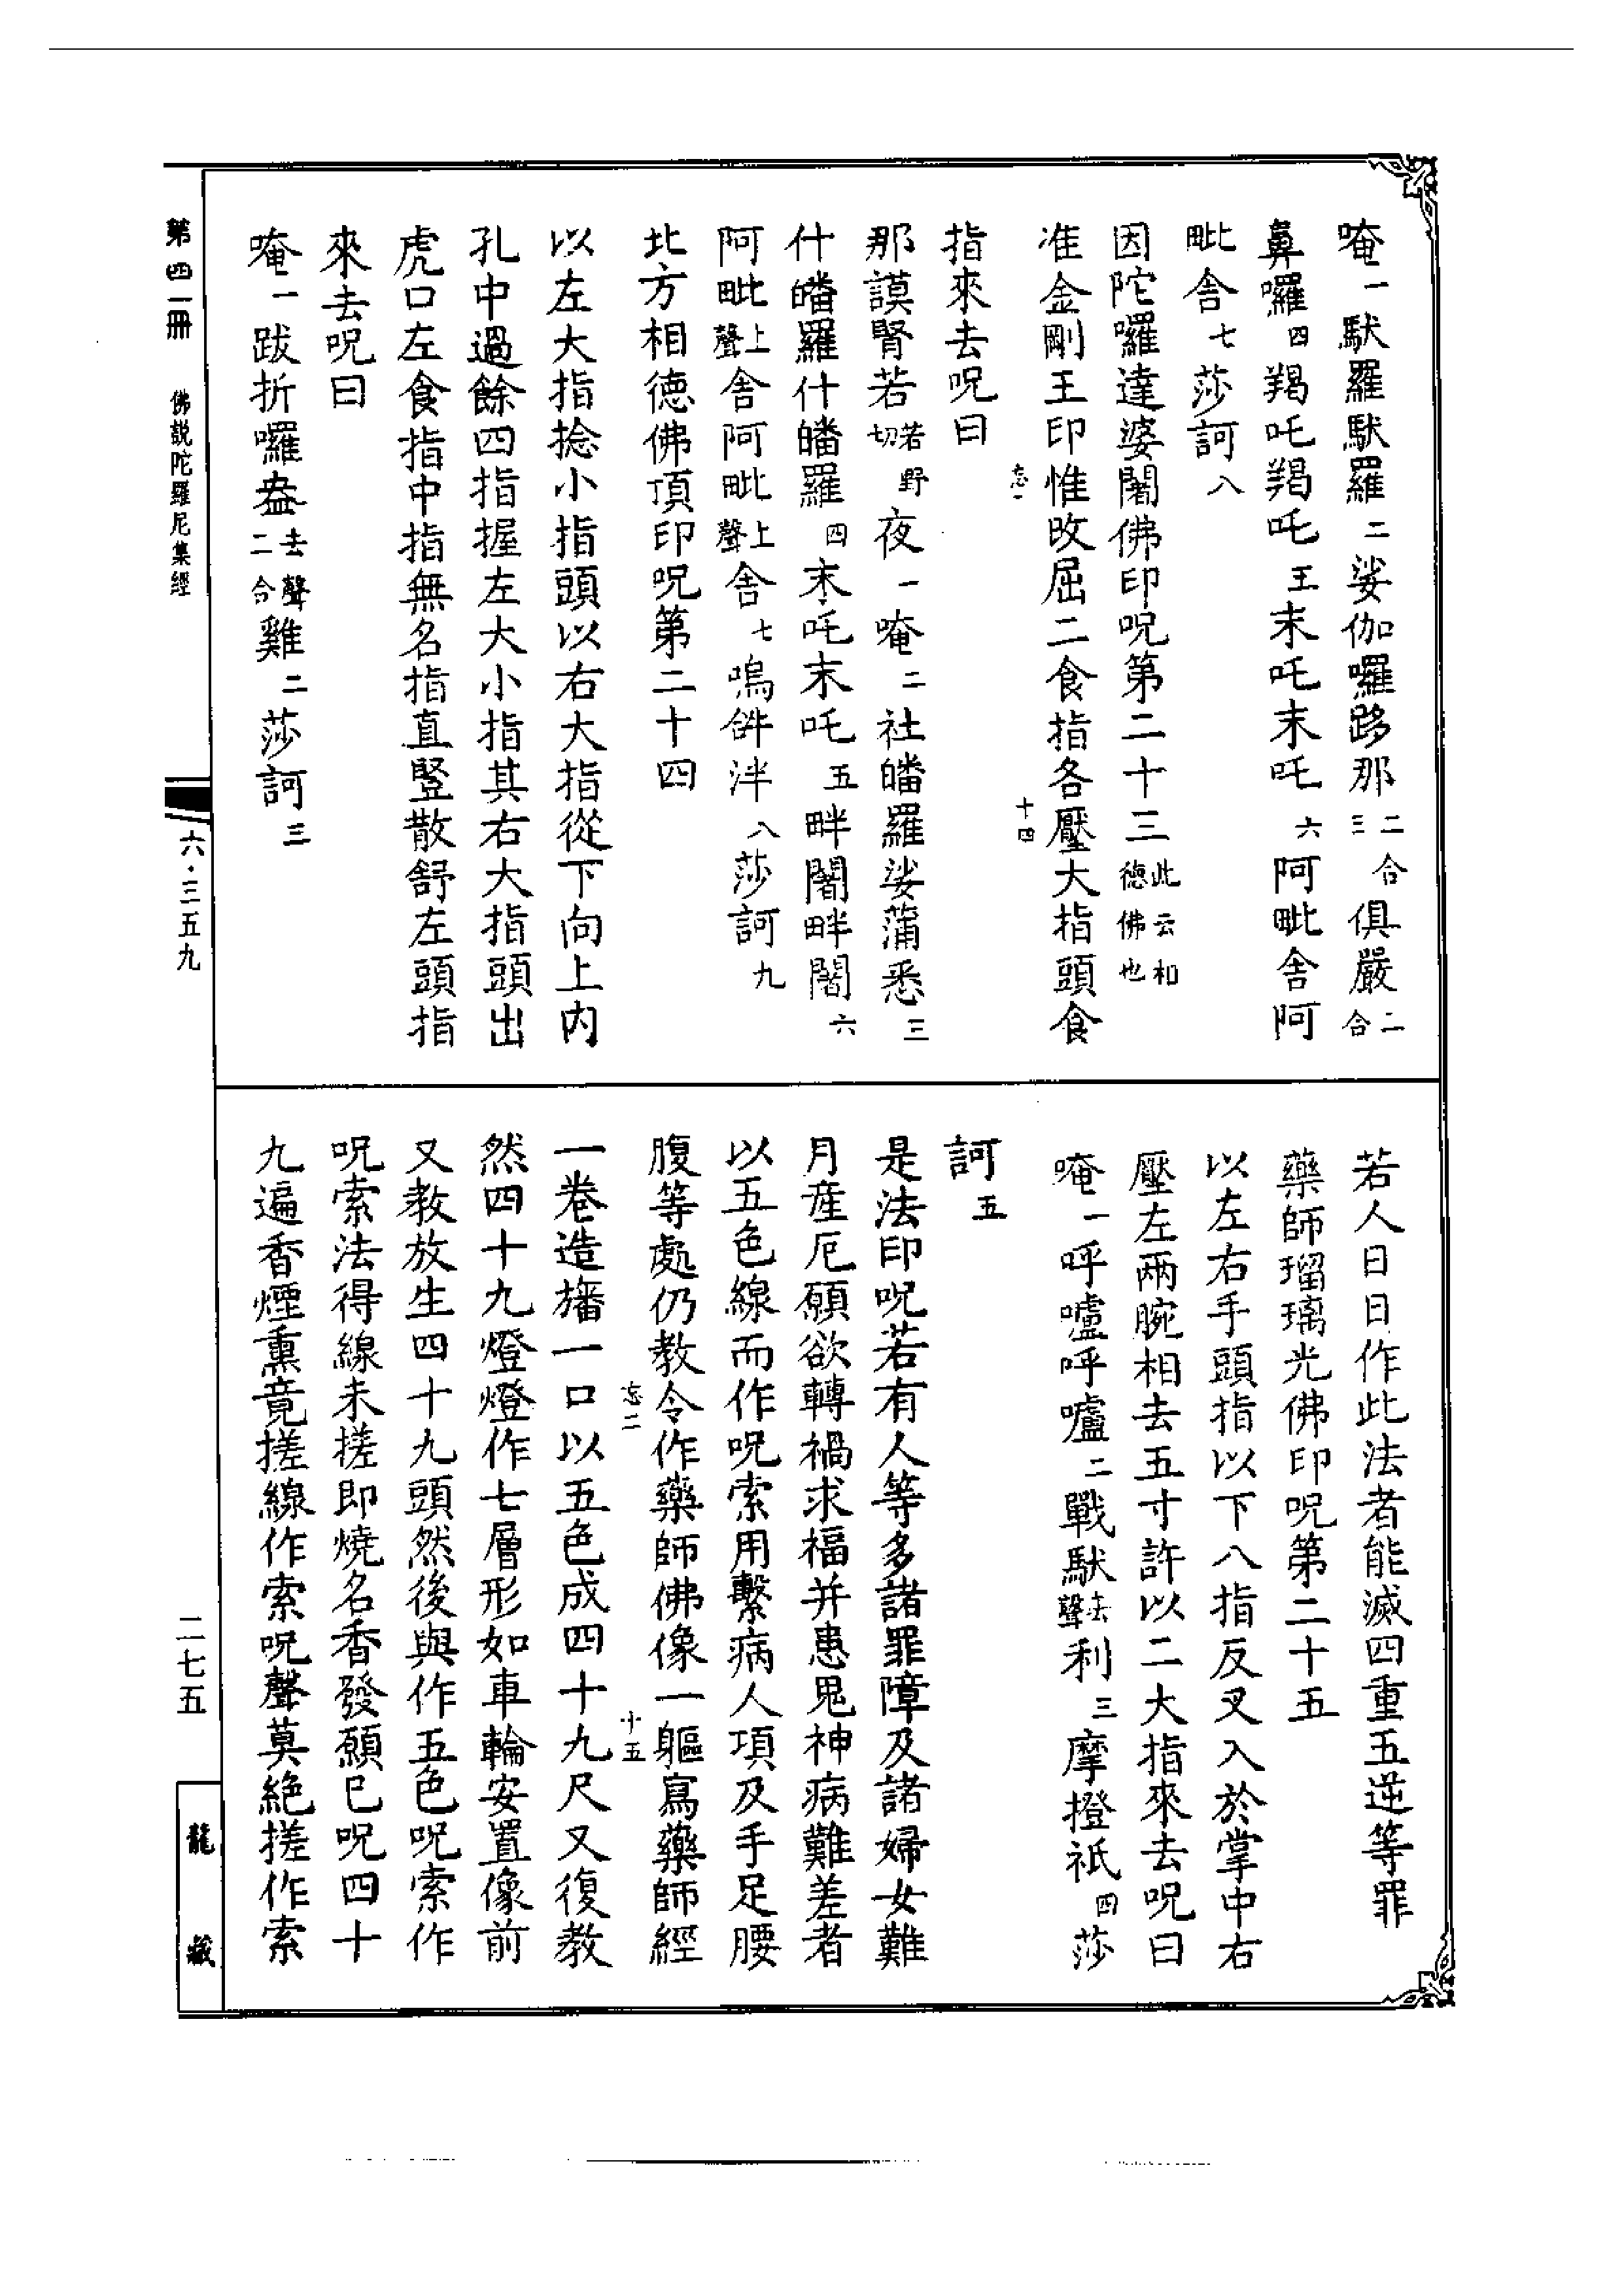 唵一馱羅馱羅二娑伽囉路那二合三俱嚴二合
鼻囉四羯吒羯吒五末吒末吒六阿毗舍阿
毗舍七莎訶八
因陀囉達婆闍佛印呪第二十三此云相德佛也
准金剛王印惟改屈二食指各壓大指頭食
十四
指來去呪曰
那謨腎若若野切夜一唵二社皤羅娑蒲悉三
什皤羅什皤羅四末吒末吒五畔闍畔闍六
阿毗上聲舍阿毗上聲舍七嗚𤙖泮八莎訶九
北方相德佛頂印呪第二十四
以左大指捻小指頭以右大指從下向上內
孔中過餘四指握左大小指其右大指頭出
虎口左食指中指無名指直豎散舒左頭指
來去呪曰
唵一跋折囉盎去聲二合雞二莎訶三
若人日日作此法者能滅四重五逆等罪
藥師瑠璃光佛印呪第二十五
以左右手頭指以下八指反叉入於掌中右
壓左兩腕相去五寸許以二大指來去呪曰
唵一呼嚧呼嚧二戰馱去聲利三摩橙祇四莎
訶五
是法印呪若有人等多諸罪障及諸婦女難
月產厄願欲轉禍求福并患鬼神病難差者
以五色線而作呪索用繫病人項及手足腰
腹等處仍教令作藥師佛像一軀寫藥師經
十五
一卷造旛一口以五色成四十九尺又復教
然四十九燈燈作七層形如車輪安置像前
又教放生四十九頭然後與作五色呪索作
呪索法得線未搓即燒名香發願已呪四十
九遍香煙熏竟搓線作索呪聲莫絕搓作索
第四二冊
佛說陀羅尼集經
六·三五九
二七五
龍藏